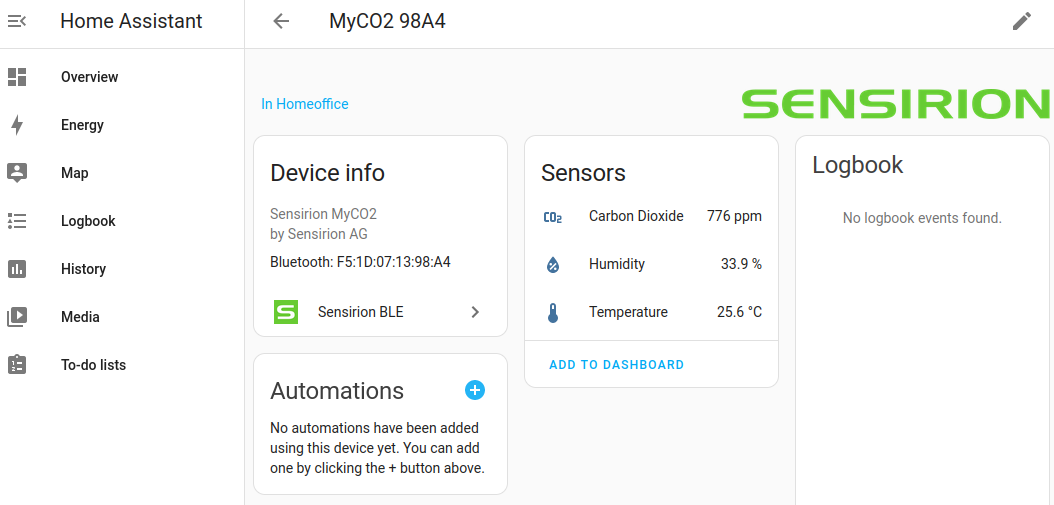 Home Assistant
Overview
Energy
Map
Logbook
History
Media
To-do lists
MyCO2 98A4
In Homeoffice
SENSIRION
Device info
Sensirion MyCO2
by Sensirion AG
Bluetooth: F5:1D:07:13:98:A4
Sensirion BLE
Automations
No automations have been added
using this device yet. You can add
one by clicking the + button above.
Sensors
CO₂ Carbon Dioxide 776 ppm
Humidity 33.9 %
Temperature 25.6 °C
ADD TO DASHBOARD
Logbook
No logbook events found.